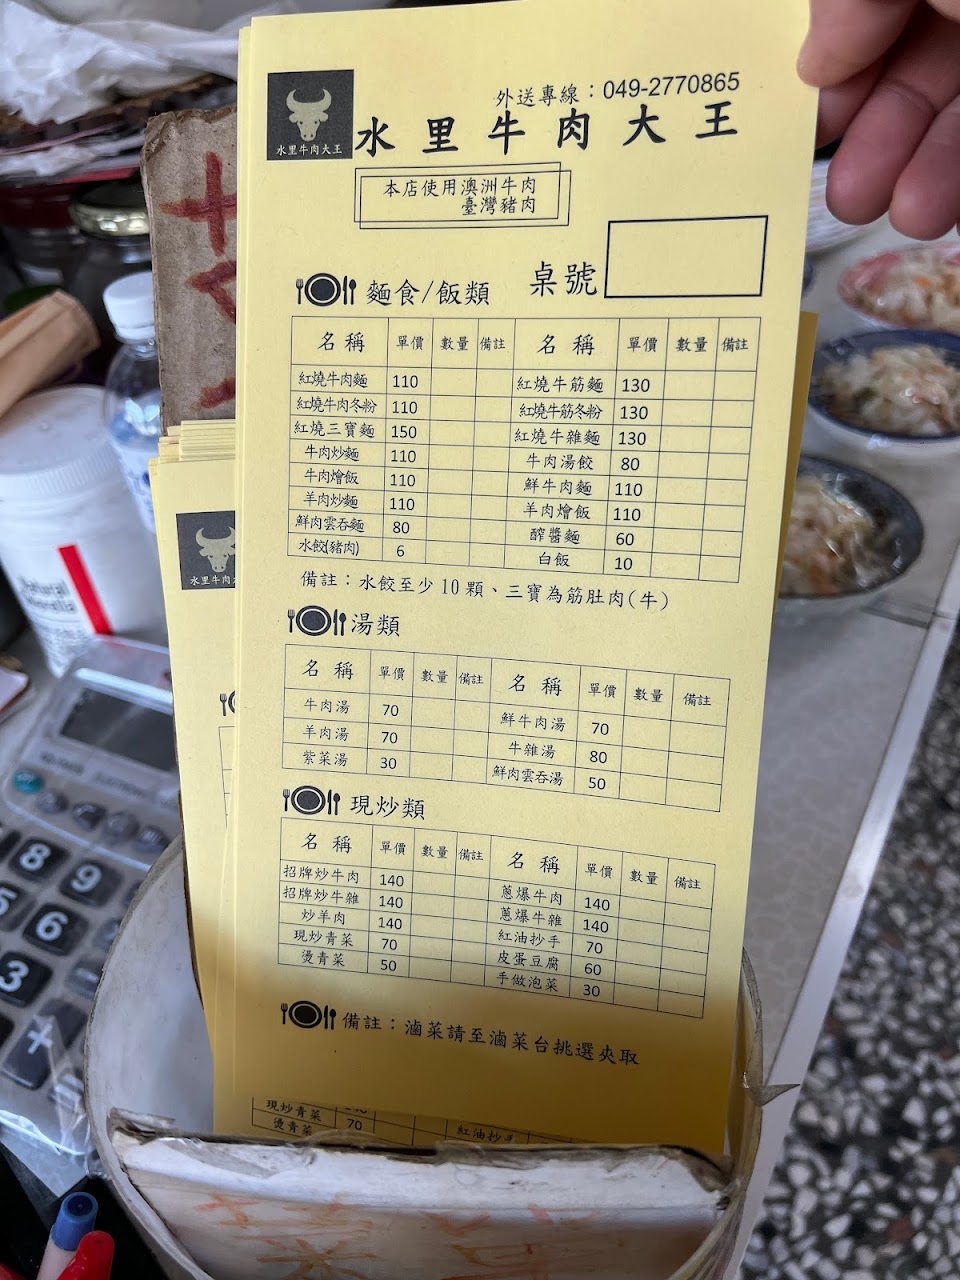 外送專線：049-2770865
水里牛肉大王
水里牛肉大王
本店使用澳洲牛肉
臺灣豬肉
桌號
麵食/飯類
名稱 單價 數量 備註 名稱 單價 數量 備註
紅燒牛肉麵 110 紅燒牛筋麵 130
紅燒牛肉冬粉 110 紅燒牛筋冬粉 130
紅燒三寶麵 150 紅燒牛雜麵 130
牛肉炒麵 110 牛肉湯餃 80
牛肉燴飯 110 鮮牛肉麵 110
羊肉炒麵 110 羊肉燴飯 110
鮮肉雲吞麵 80 醡醬麵 60
水餃(豬肉) 6 白飯 10
備註：水餃至少10顆、三寶為筋肚肉(牛)
湯類
名稱 單價 數量 備註 名稱 單價 數量 備註
牛肉湯 70 鮮牛肉湯 70
羊肉湯 70 牛雜湯 80
紫菜湯 30 鮮肉雲吞湯 50
現炒類
名稱 單價 數量 備註 名稱 單價 數量 備註
招牌炒牛肉 140 蔥爆牛肉 140
招牌炒牛雜 140 蔥爆牛雜 140
炒羊肉 140 紅油抄手 70
現炒青菜 70 皮蛋豆腐 60
燙青菜 50 手做泡菜 30
備註：滷菜請至滷菜台挑選夾取
水里牛肉
現炒青菜
燙青菜 70 紅油抄手
8 9
6
3
+